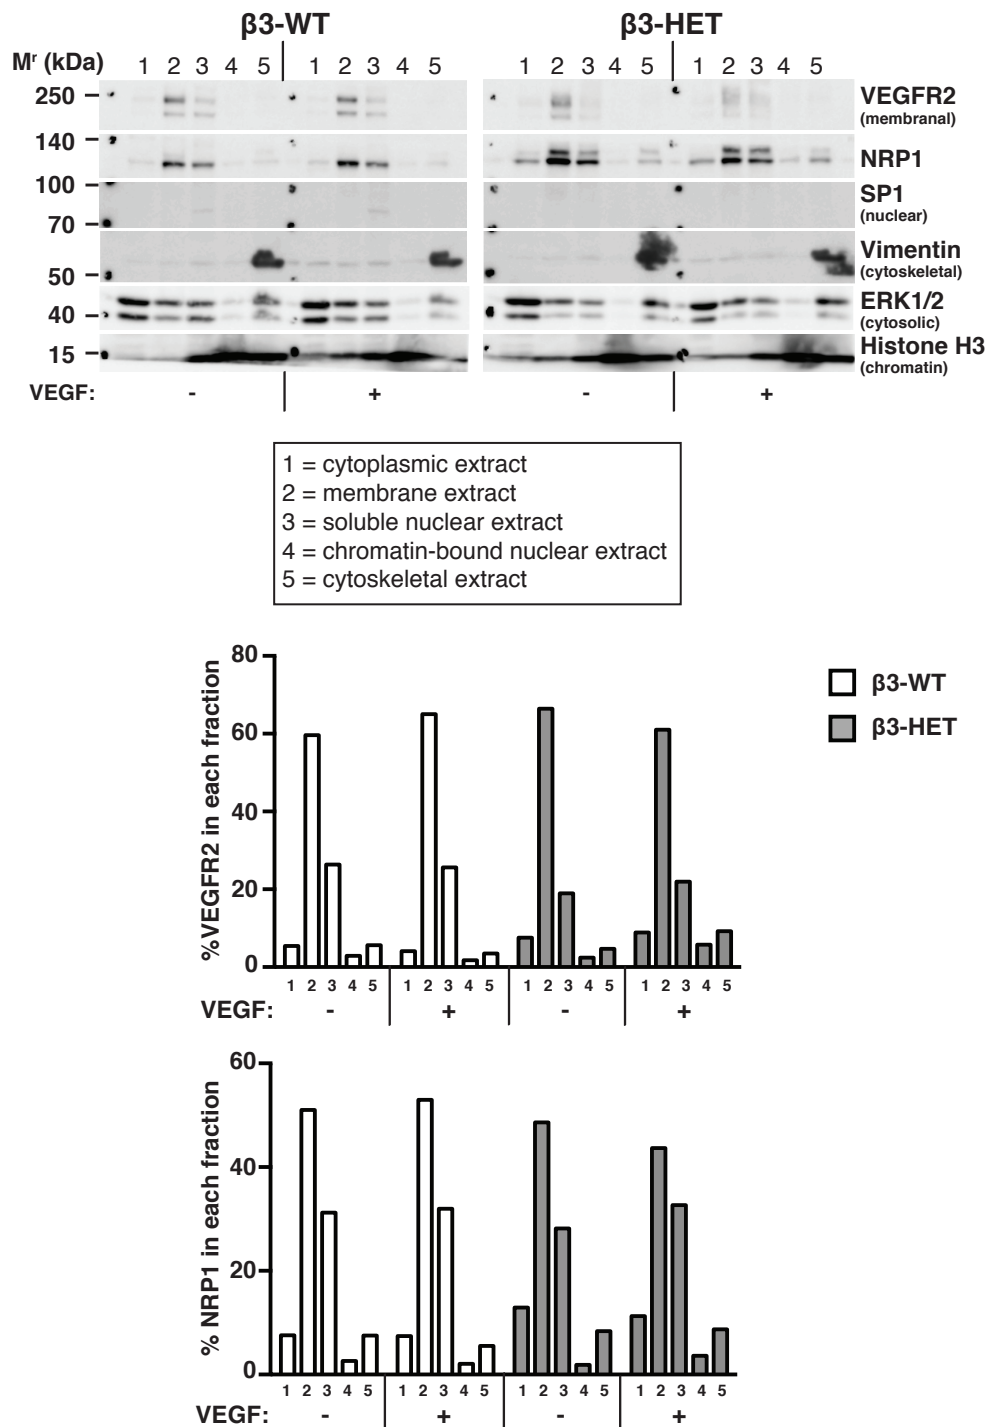 β3-WT β3-HET
Mʳ (kDa) 1 2 3 4 5 1 2 3 4 5 1 2 3 4 5 1 2 3 4 5
250 VEGFR2
(membranal)
140 NRP1
100 SP1
(nuclear)
70
Vimentin
(cytoskeletal)
50
ERK1/2
40 (cytosolic)
15 Histone H3
(chromatin)
VEGF: - + - +
1 = cytoplasmic extract
2 = membrane extract
3 = soluble nuclear extract
4 = chromatin-bound nuclear extract
5 = cytoskeletal extract
%VEGFR2 in each fraction
80
60
40
20
0
β3-WT
β3-HET
1 2 3 4 5 1 2 3 4 5 1 2 3 4 5 1 2 3 4 5
VEGF: - + - +
% NRP1 in each fraction
60
40
20
0
1 2 3 4 5 1 2 3 4 5 1 2 3 4 5 1 2 3 4 5
VEGF: - + - +